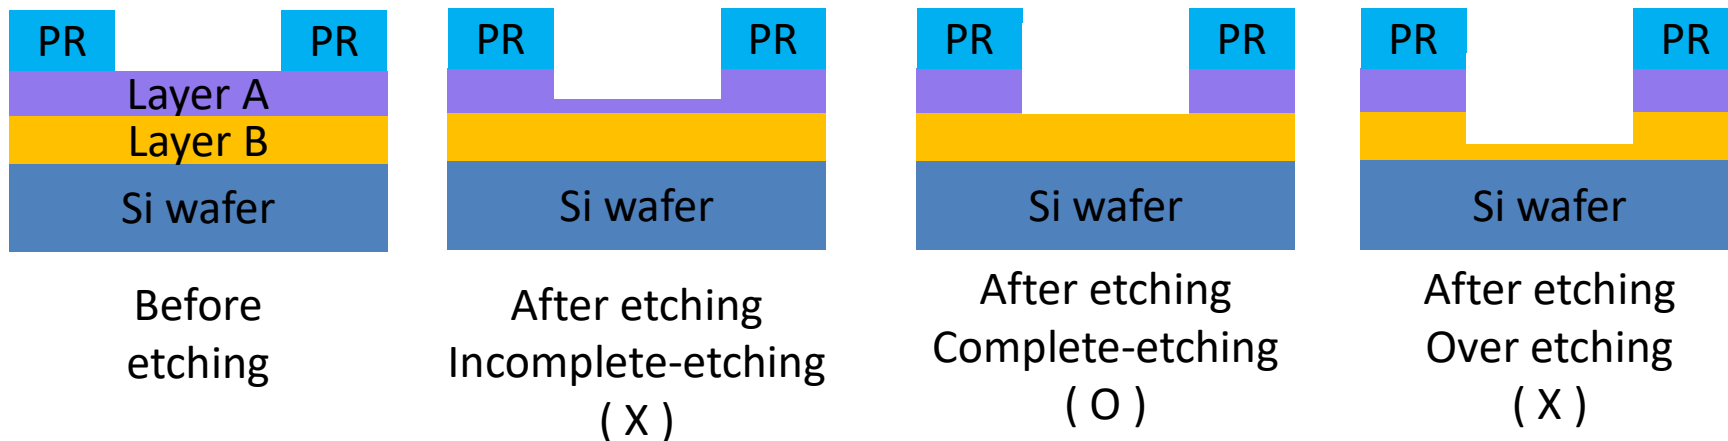 PR PR
Layer A
Layer B
Si wafer
Before
etching
PR PR
Si wafer
After etching
Incomplete-etching
( X )
PR PR
Si wafer
After etching
Complete-etching
( O )
PR PR
Si wafer
After etching
Over etching
( X )